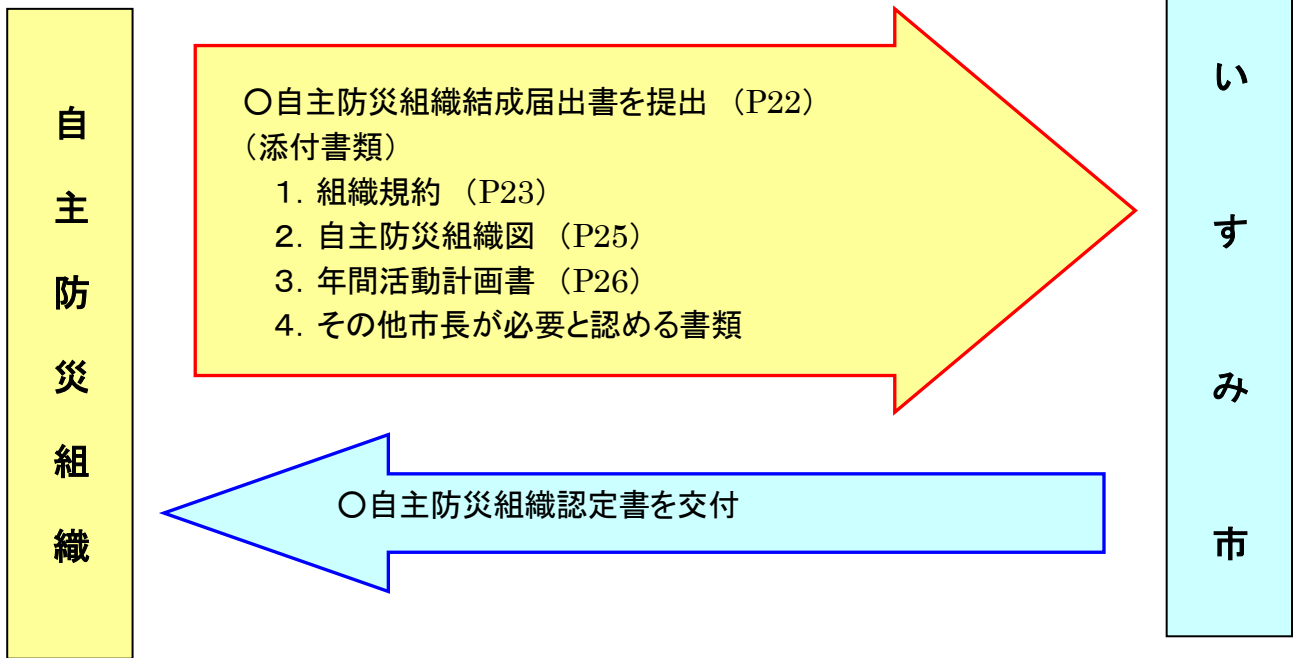 自主防災組織
〇自主防災組織結成届出書を提出 （P22）
（添付書類）
１．組織規約 （P23）
２．自主防災組織図 （P25）
３．年間活動計画書 （P26）
４．その他市長が必要と認める書類
〇自主防災組織認定書を交付
いすみ市